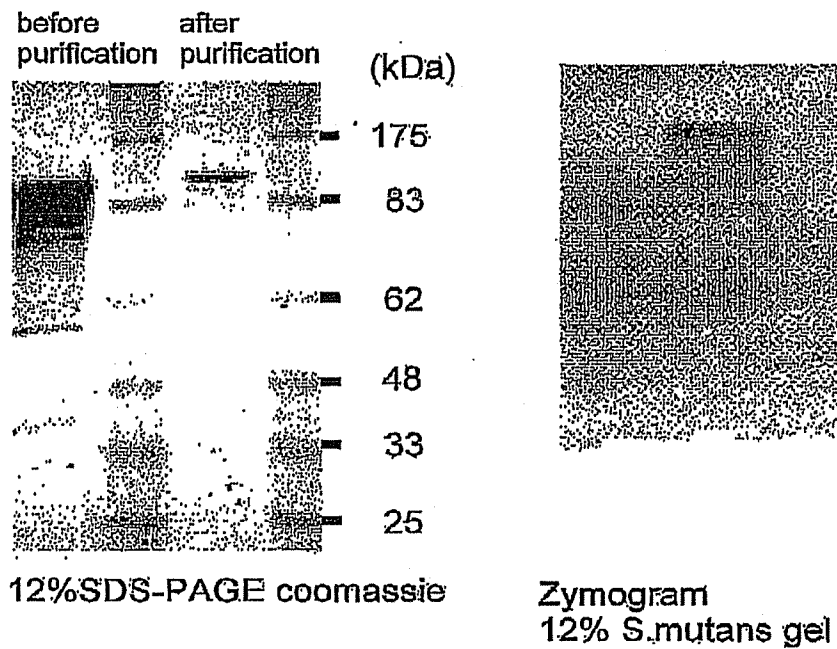 before after
purification purification
(kDa)
175
83
62
48
33
25
12%SDS-PAGE coomassie
Zymogram
12% S.mutans gel